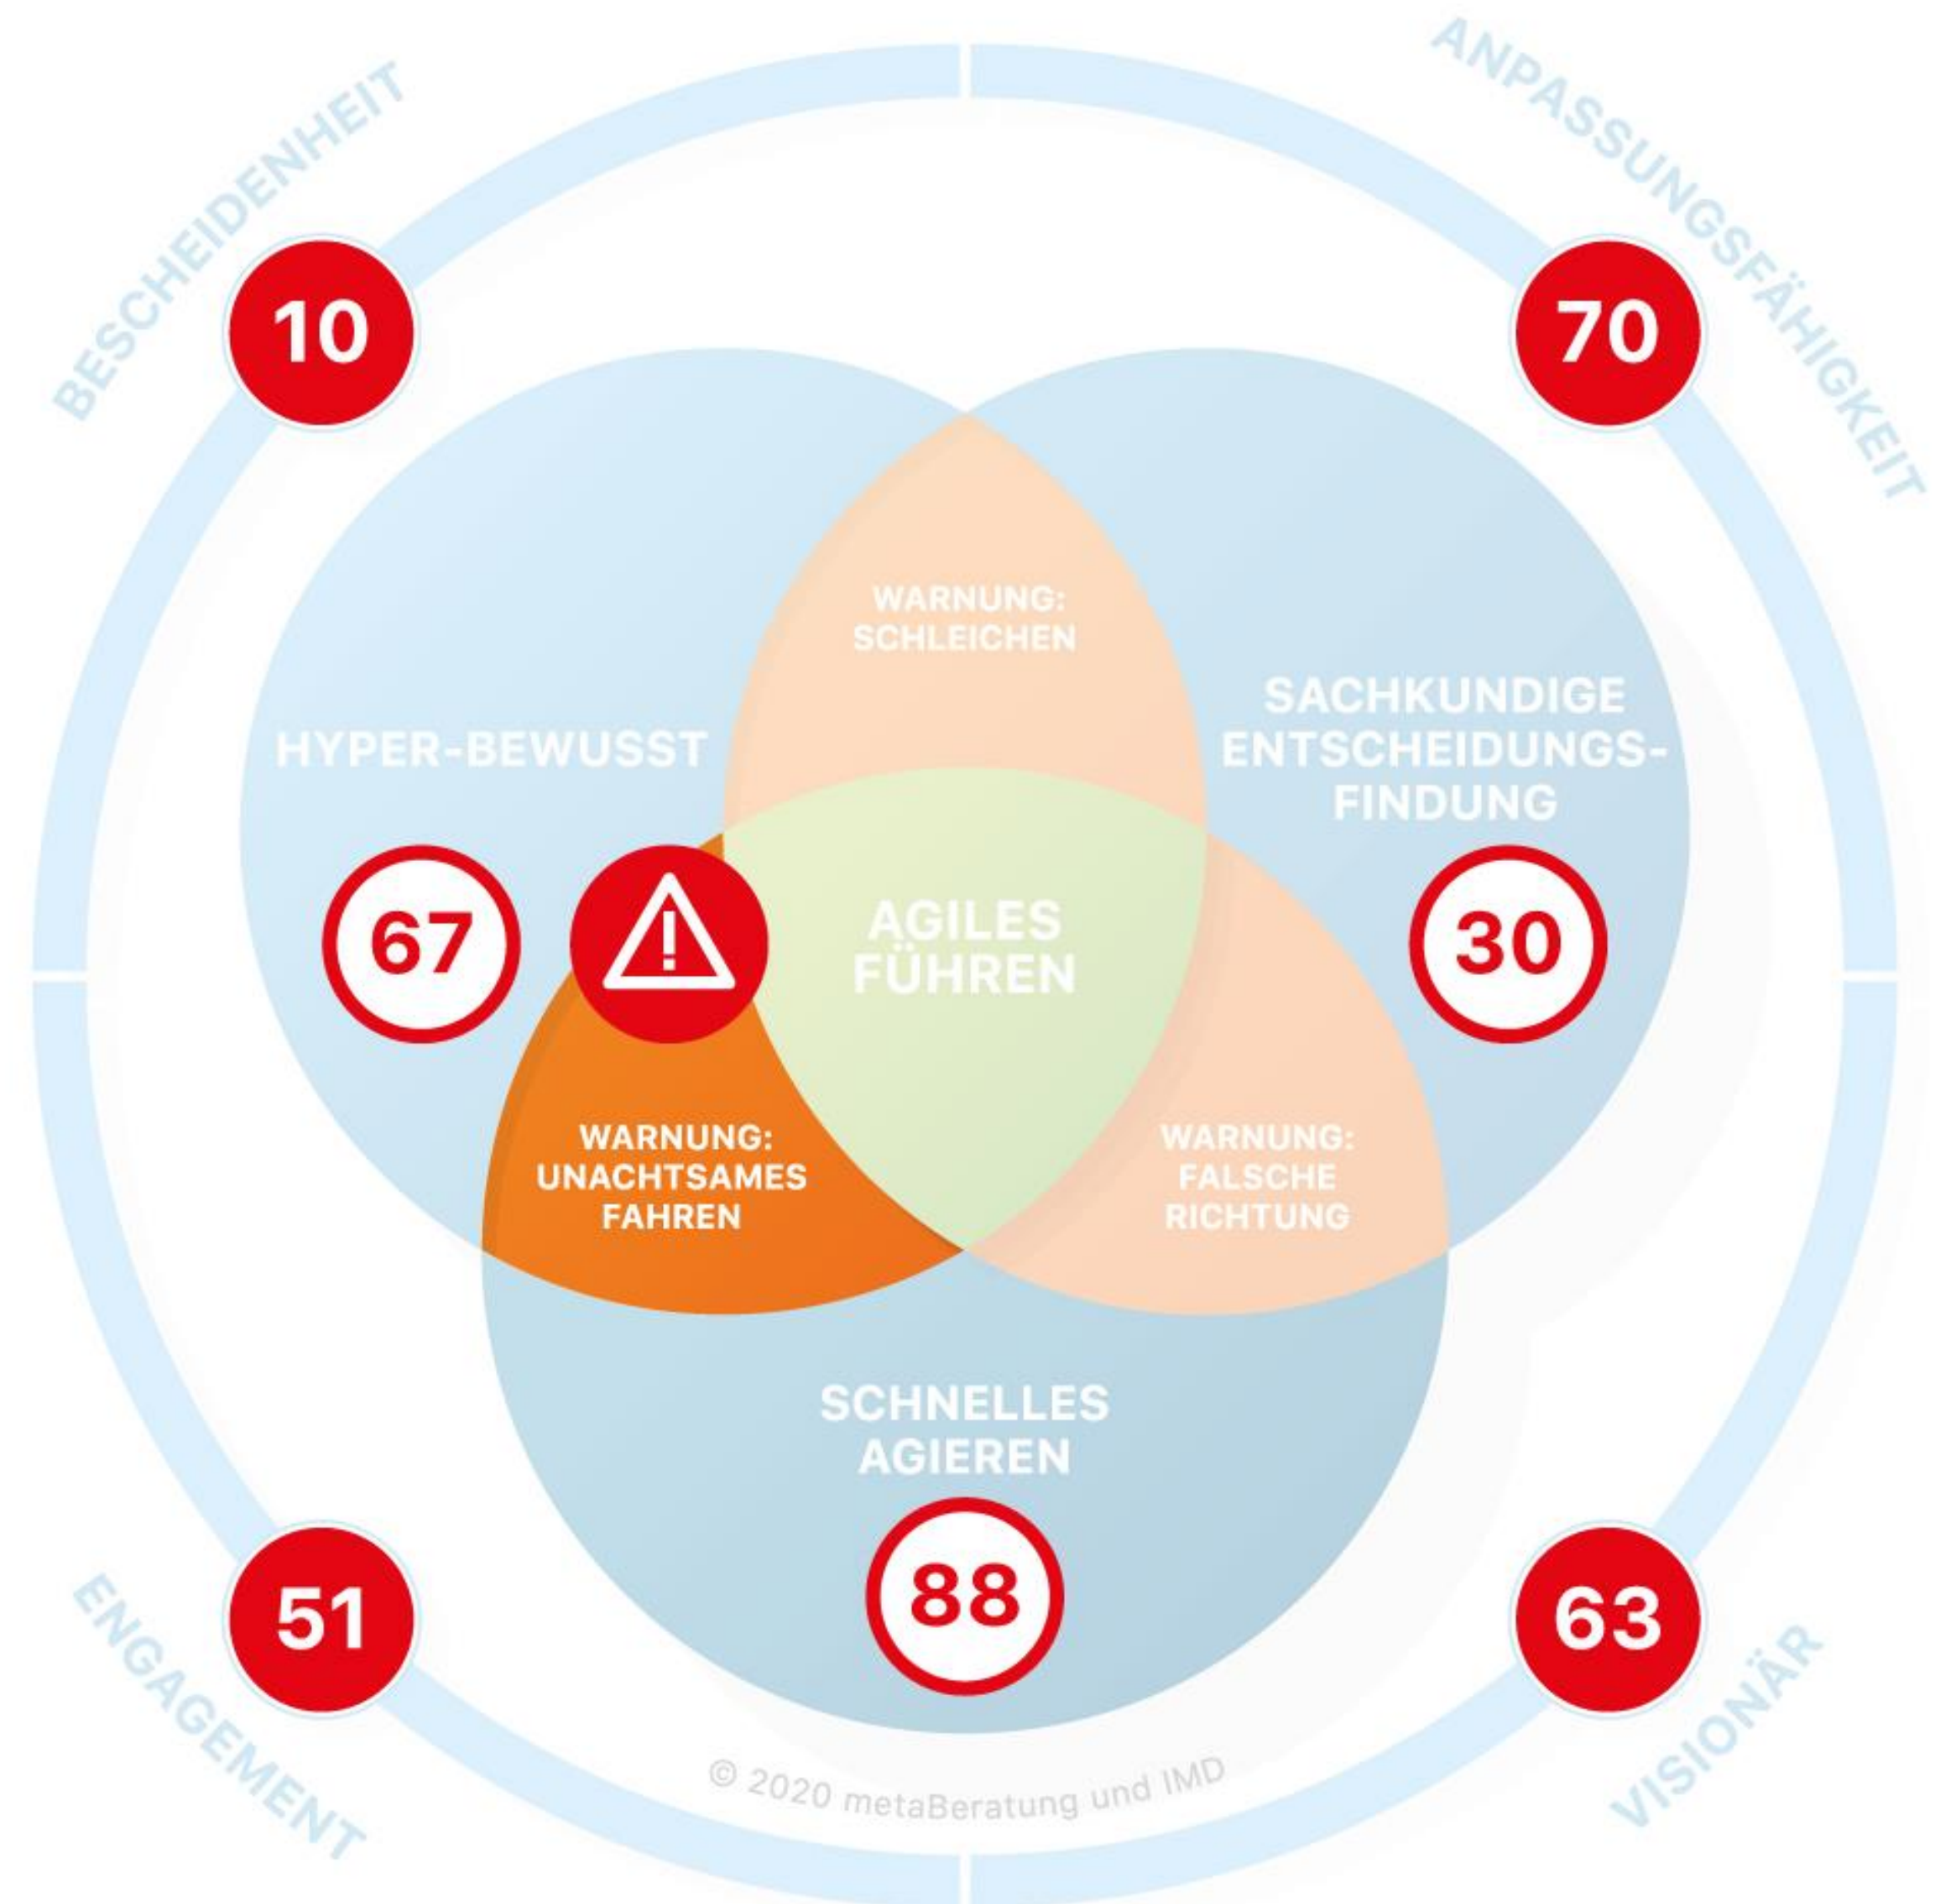 BESCHEIDENHEIT
ANPASSUNGSFÄHIGKEIT
10
70
WARNUNG:
SCHLEICHEN
HYPER-BEWUSST
SACHKUNDIGE
ENTSCHEIDUNGS-
FINDUNG
67
!
AGILES
FÜHREN
30
WARNUNG:
UNACHTSAMES
FAHREN
WARNUNG:
FALSCHE
RICHTUNG
SCHNELLES
AGIEREN
88
51
63
ENGAGEMENT
VISIONÄR
© 2020 metaBeratung und IMD